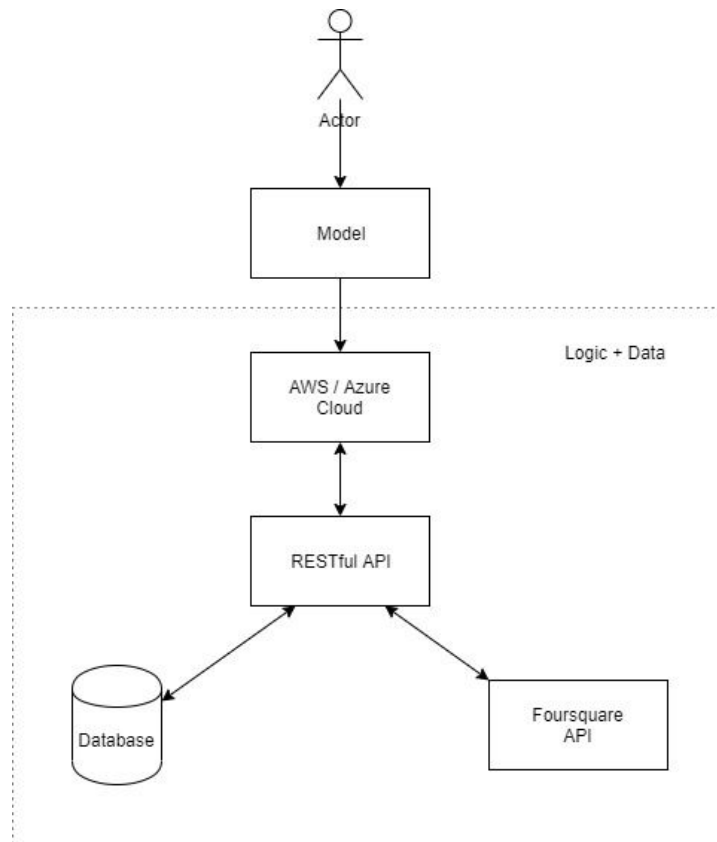 Actor
Model
Logic + Data
AWS / Azure
Cloud
RESTful API
Database
Foursquare
API